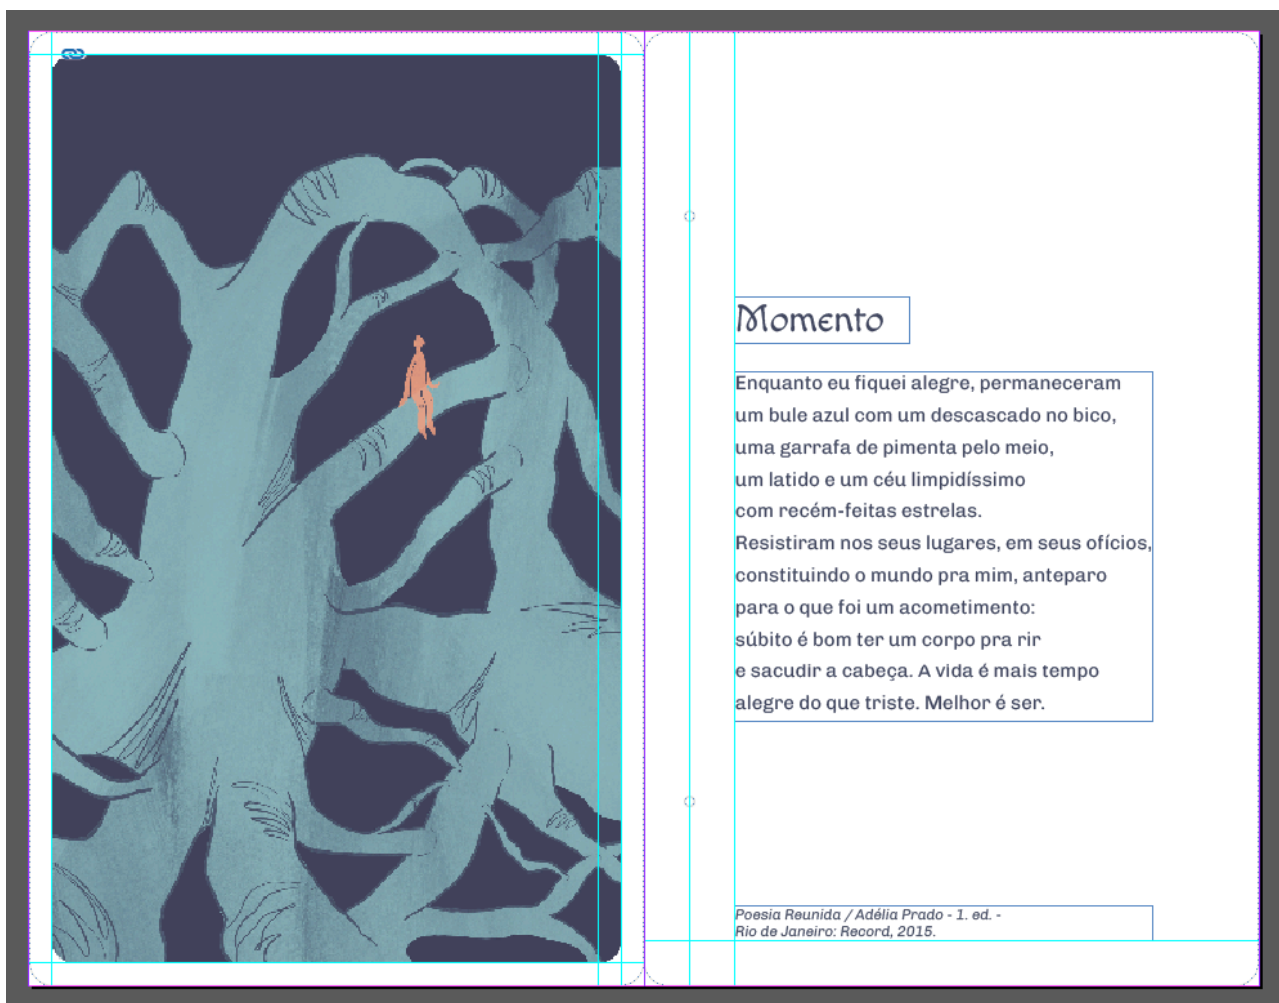 Momento
Enquanto eu fiquei alegre, permaneceram
um bule azul com um descascado no bico,
uma garrafa de pimenta pelo meio,
um latido e um céu limpidíssimo
com recém-feitas estrelas.
Resistiram nos seus lugares, em seus ofícios,
constituindo o mundo pra mim, anteparo
para o que foi um acometimento:
súbito é bom ter um corpo pra rir
e sacudir a cabeça. A vida é mais tempo
alegre do que triste. Melhor é ser.
Poesia Reunida / Adélia Prado - 1. ed. -
Rio de Janeiro: Record, 2015.